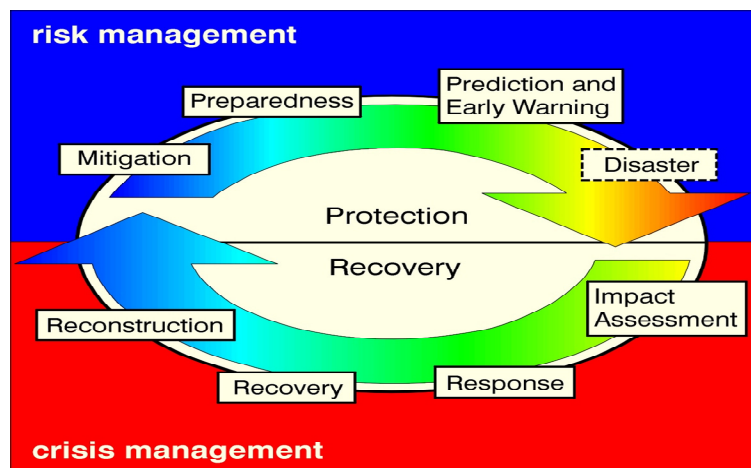 risk management
Prediction and
Early Warning
Preparedness
Mitigation
Disaster
Protection
Recovery
Impact
Assessment
Reconstruction
Response
Recovery
crisis management